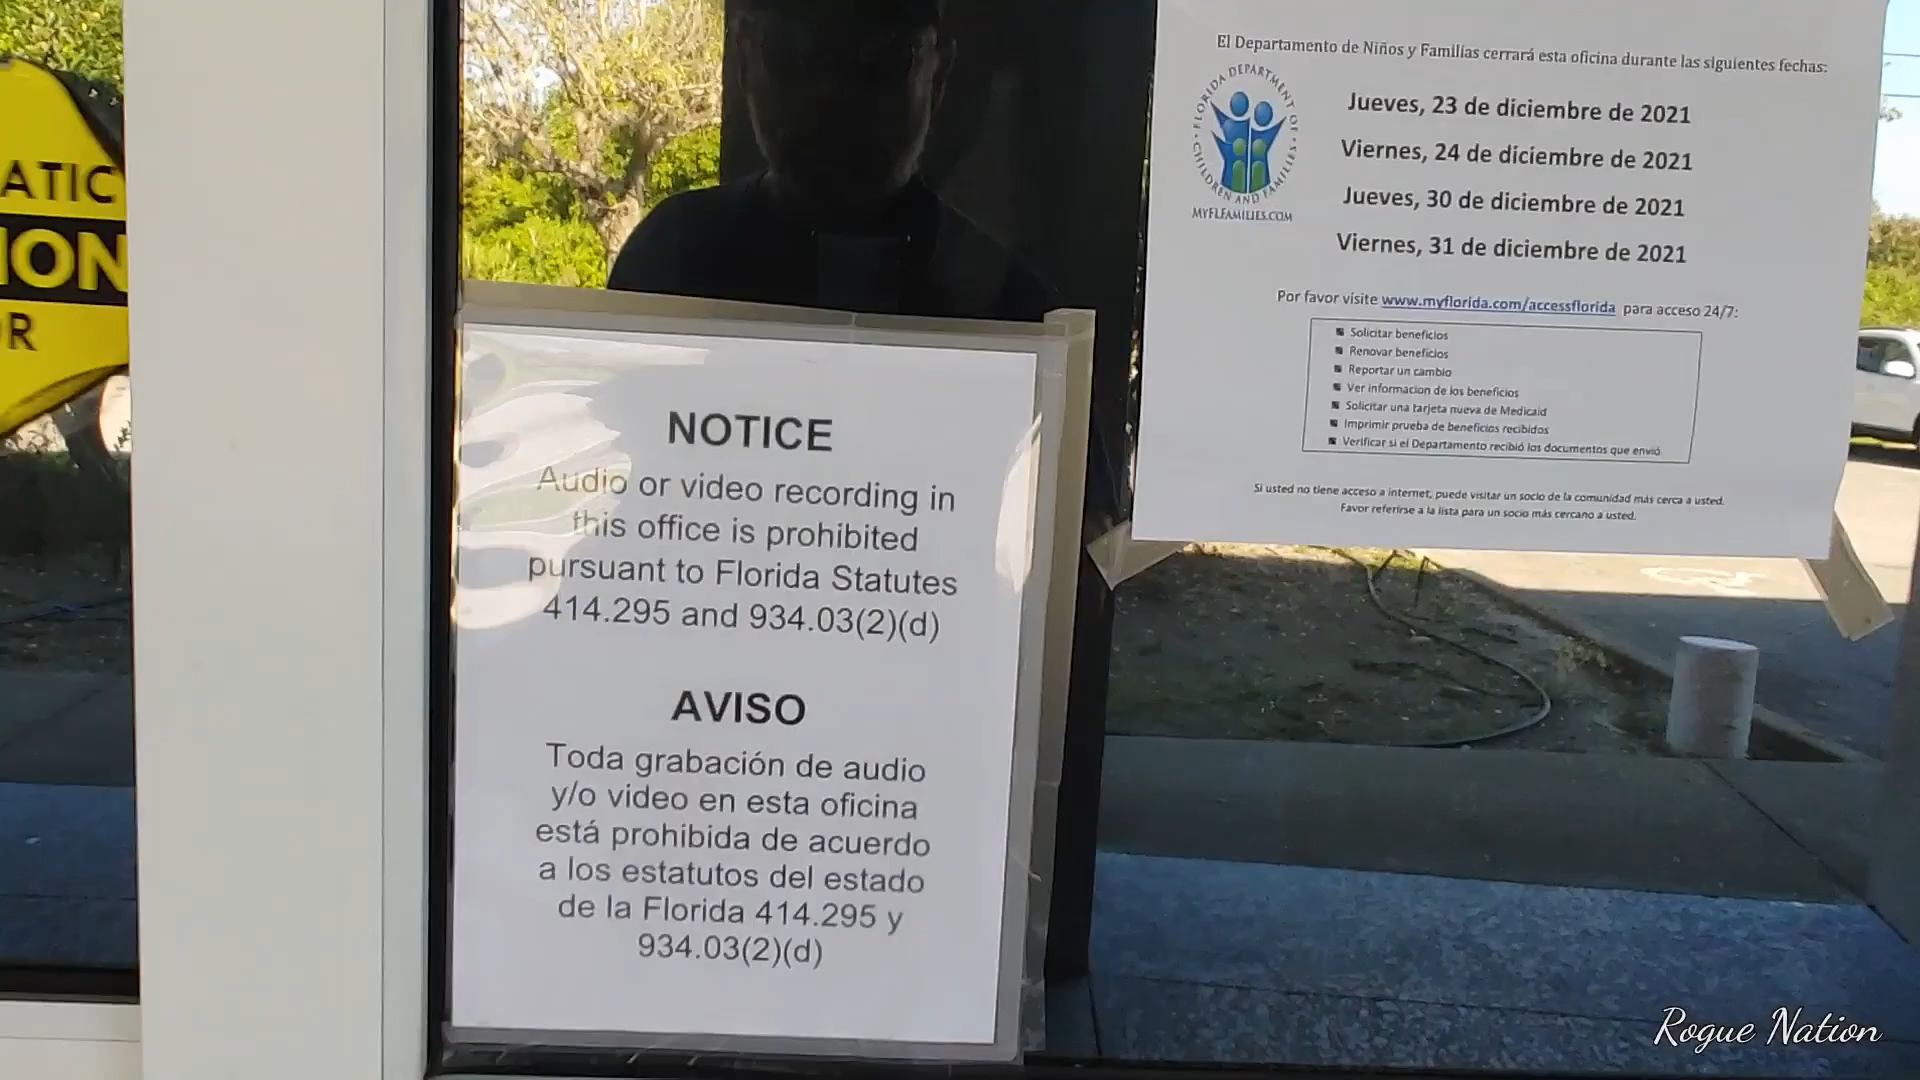 ATIC
ION
OR
NOTICE
Audio or video recording in
this office is prohibited
pursuant to Florida Statutes
414.295 and 934.03(2)(d)
AVISO
Toda grabación de audio
y/o video en esta oficina
está prohibida de acuerdo
a los estatutos del estado
de la Florida 414.295 y
934.03(2)(d)
El Departamento de Niños y Familias cerrará esta oficina durante las siguientes fechas:
FLORIDA DEPARTMENT OF CHILDREN AND FAMILIES
MYFLFAMILIES.COM
Jueves, 23 de diciembre de 2021
Viernes, 24 de diciembre de 2021
Jueves, 30 de diciembre de 2021
Viernes, 31 de diciembre de 2021
Por favor visite www.myflorida.com/accessflorida para acceso 24/7:
Solicitar beneficios
Renovar beneficios
Reportar un cambio
Ver informacion de los beneficios
Solicitar una tarjeta nueva de Medicaid
Imprimir prueba de beneficios recibidos
Verificar si el Departamento recibió los documentos que envió
Si usted no tiene acceso a internet, puede visitar un socio de la comunidad más cerca a usted.
Favor referirse a la lista para un socio más cercano a usted.
Rogue Nation